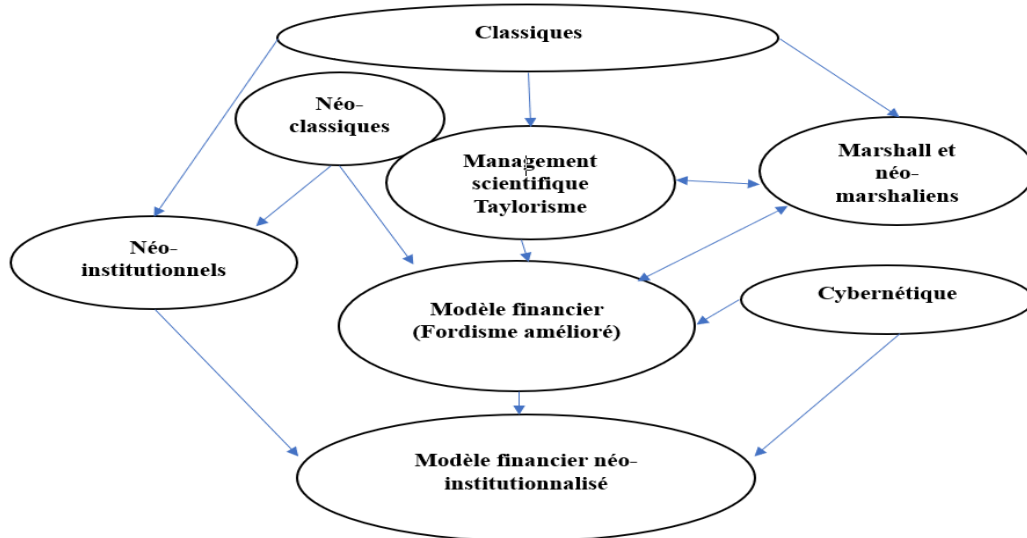 Classiques
Néo-
classiques
Management
scientifique
Taylorisme
Marshall et
néo-
marshaliens
Néo-
institutionnels
Modèle financier
(Fordisme amélioré)
Cybernétique
Modèle financier néo-
institutionnalisé